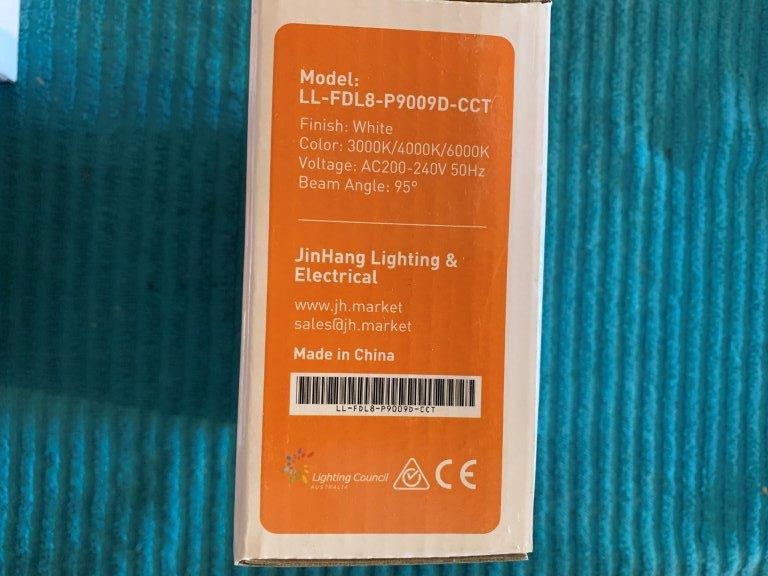 Model:
LL-FDL8-P9009D-CCT
Finish: White
Color: 3000K/4000K/6000K
Voltage: AC200-240V 50Hz
Beam Angle: 95°
JinHang Lighting &
Electrical
www.jh.market
sales@jh.market
Made in China
LL-FDL8-P9009D-CCT
Lighting Council
AUSTRALIA
CE